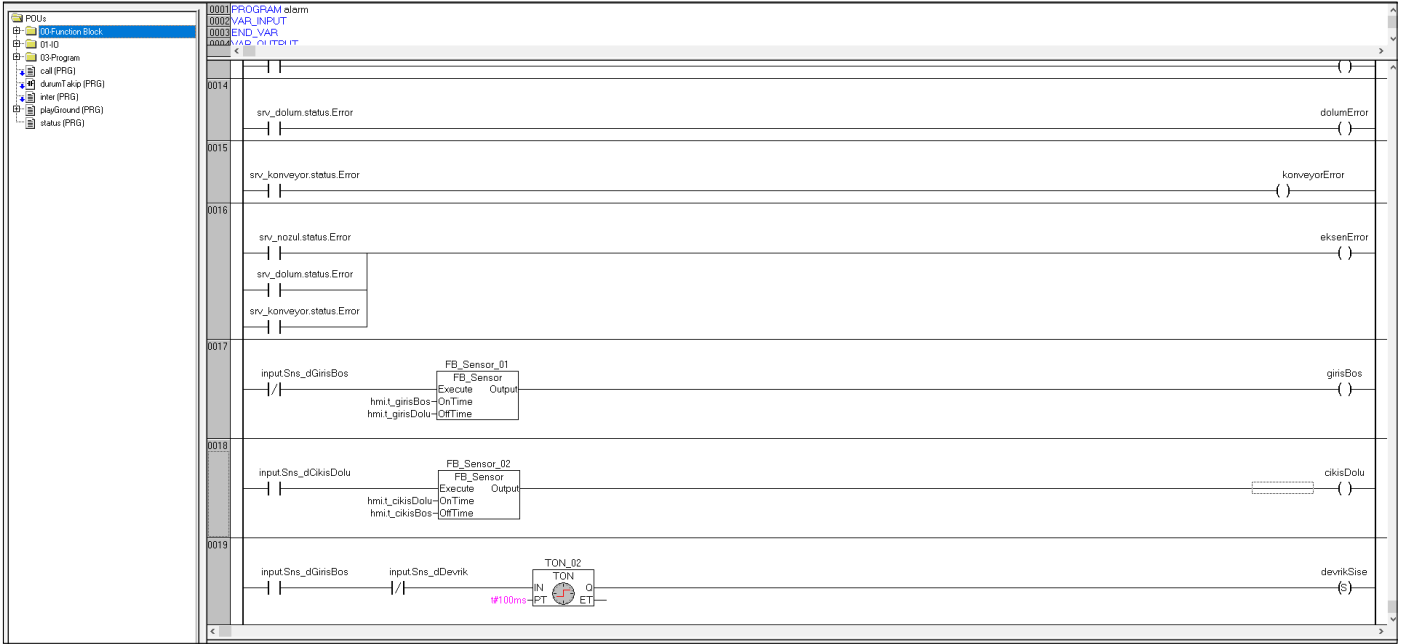 POUs
00-Function Block
01-IO
03-Program
call (PRG)
durumTakip (PRG)
inter (PRG)
playGround (PRG)
status (PRG)
0001 PROGRAM alarm
0002 VAR_INPUT
0003 END_VAR
0004 VAR_OUTPUT
0014
srv_dolum.status.Error dolumError
0015
srv_konveyor.status.Error konveyorError
0016
srv_nozul.status.Error eksenError
srv_dolum.status.Error
srv_konveyor.status.Error
0017
FB_Sensor_01
input.Sns_dGirisBos FB_Sensor girisBos
Execute Output
hmi.t_girisBos OnTime
hmi.t_girisDolu OffTime
0018
FB_Sensor_02
input.Sns_dCikisDolu FB_Sensor cikisDolu
Execute Output
hmi.t_cikisDolu OnTime
hmi.t_cikisBos OffTime
0019
TON_02
input.Sns_dGirisBos input.Sns_dDevrik TON devrikSise
IN Q (S)
t#100ms PT ET